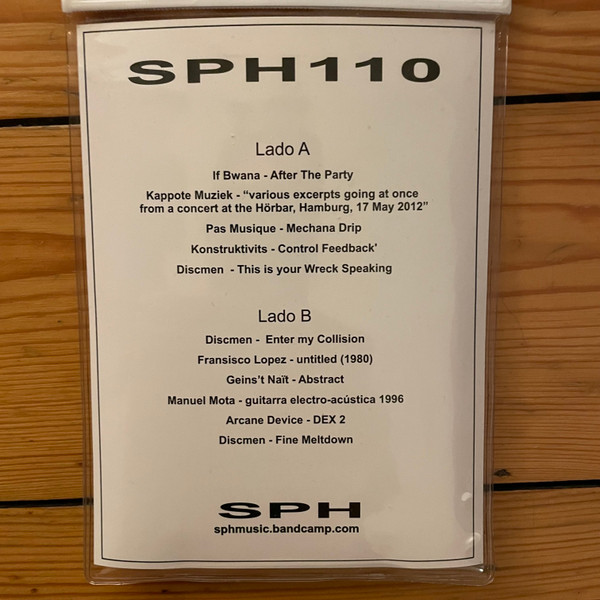 SPH110
Lado A
If Bwana - After The Party
Kappote Muziek - “various excerpts going at once
from a concert at the Hörbar, Hamburg, 17 May 2012”
Pas Musique - Mechana Drip
Konstruktivits - Control Feedback’
Discmen - This is your Wreck Speaking
Lado B
Discmen - Enter my Collision
Fransisco Lopez - untitled (1980)
Geins’t Naït - Abstract
Manuel Mota - guitarra electro-acústica 1996
Arcane Device - DEX 2
Discmen - Fine Meltdown
SPH
sphmusic.bandcamp.com